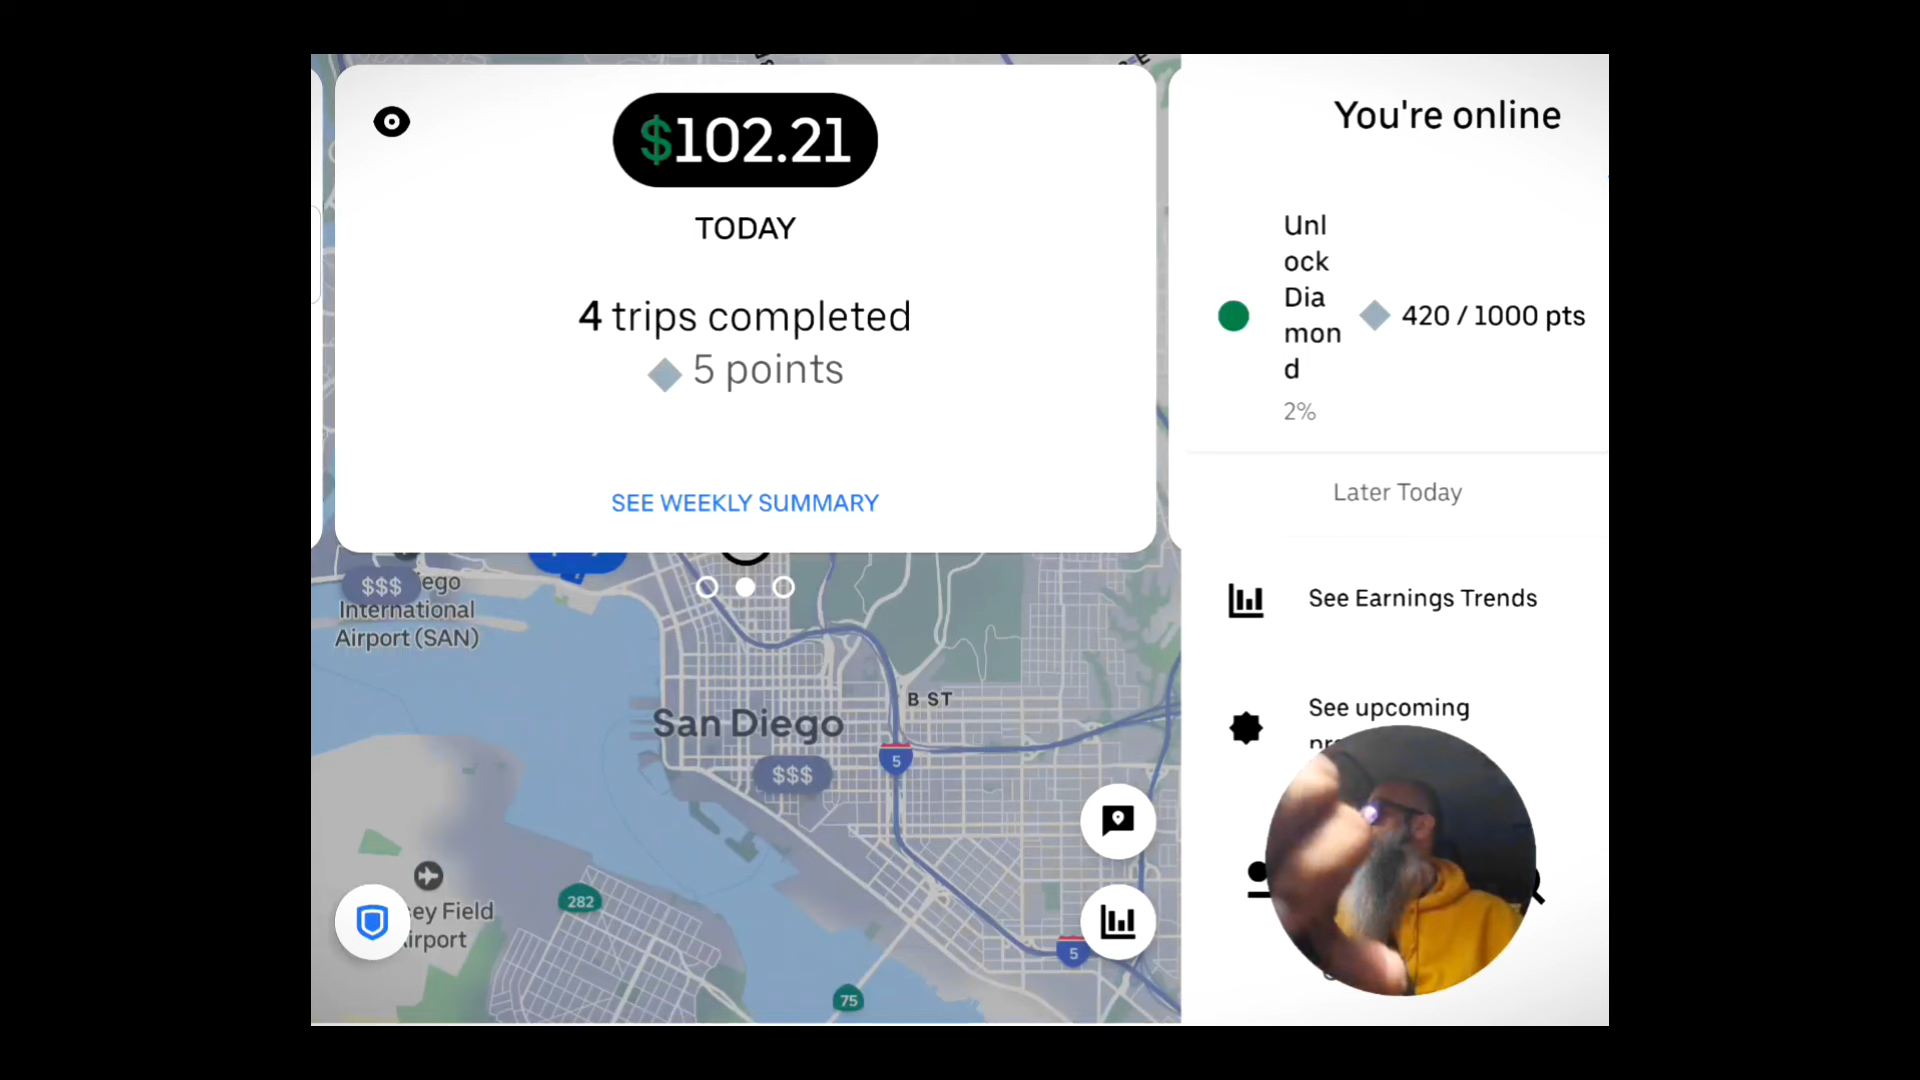 $102.21
TODAY
4 trips completed
5 points
SEE WEEKLY SUMMARY
You're online
Unl
ock
Dia
mon
d
2%
420 / 1000 pts
Later Today
See Earnings Trends
See upcoming
$$$
ego
International
Airport (SAN)
B ST
San Diego
5
$$$
ey Field
irport
282
5
75